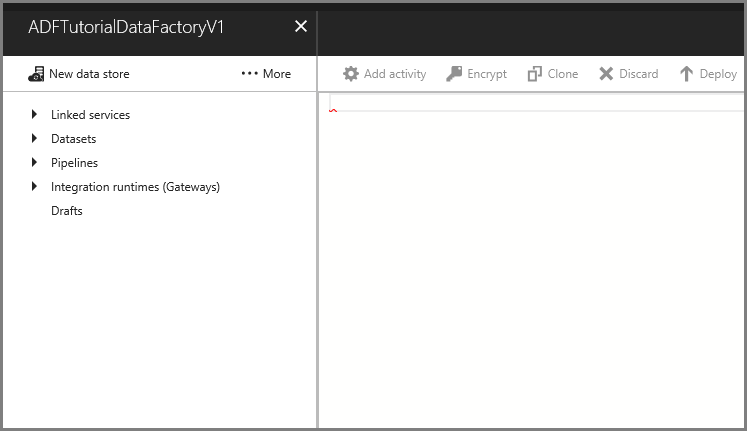 ADFTutorialDataFactoryV1
New data store
More
Add activity
Encrypt
Clone
Discard
Deploy
Linked services
Datasets
Pipelines
Integration runtimes (Gateways)
Drafts